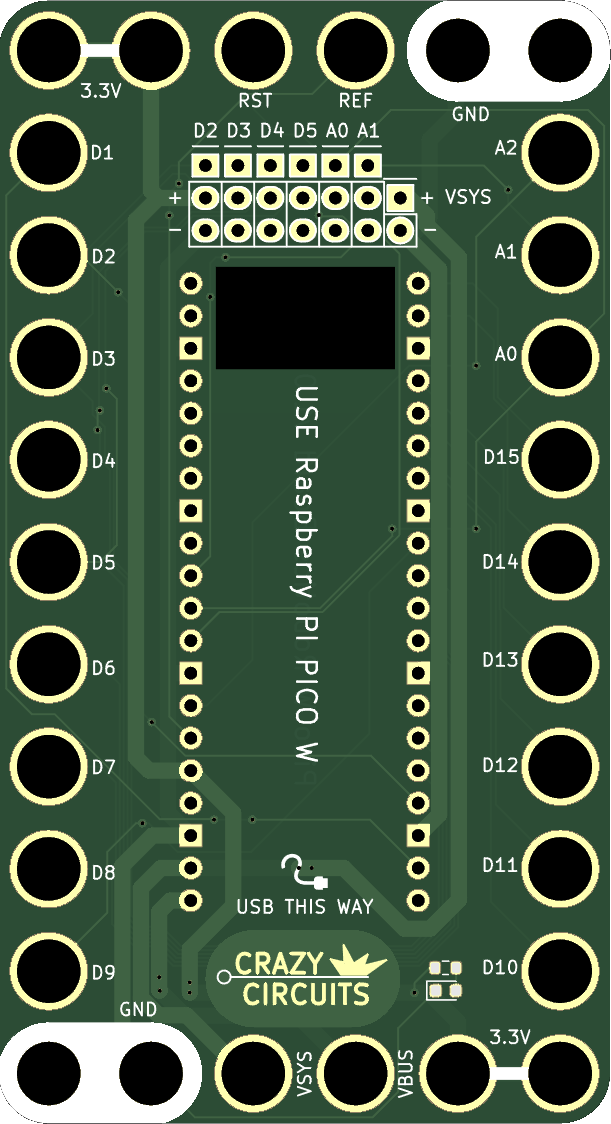 3.3V
RST
REF
GND
D2 D3 D4 D5 A0 A1
D1
A2
+
+ VSYS
-
-
D2
A1
D3
A0
USE Raspberry PI PICO W
D4
D15
D5
D14
D6
D13
D7
D12
D8
D11
USB THIS WAY
CRAZY
CIRCUITS
D9
D10
GND
VSYS
VBUS
3.3V